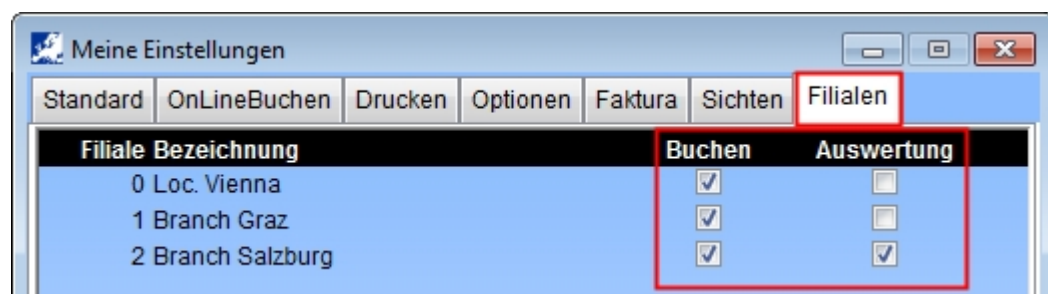 Meine Einstellungen
Standard OnLineBuchen Drucken Optionen Faktura Sichten Filialen
Filiale Bezeichnung Buchen Auswertung
0 Loc. Vienna
1 Branch Graz
2 Branch Salzburg